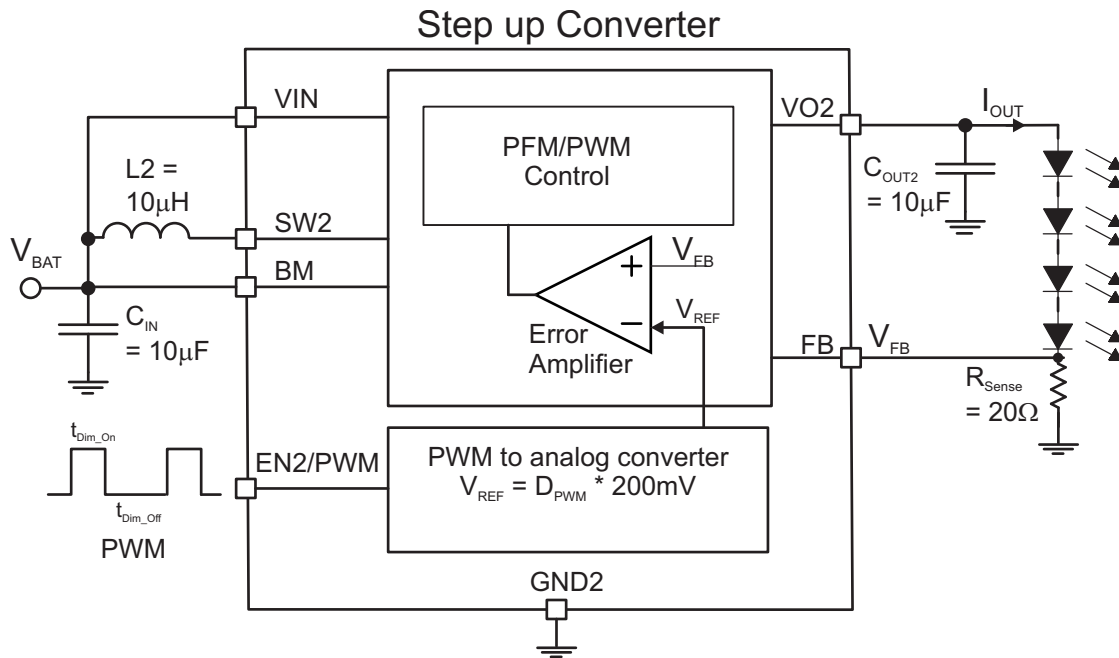 Step up Converter
VIN
L2 =
10μH
SW2
V_BAT
BM
C_IN
= 10μF
PFM/PWM
Control
+
V_FB
V_REF
−
Error
Amplifier
VO2
I_OUT
C_OUT2
= 10μF
FB
V_FB
R_Sense
= 20Ω
t_Dim_On
t_Dim_Off
PWM
EN2/PWM
PWM to analog converter
V_REF = D_PWM * 200mV
GND2